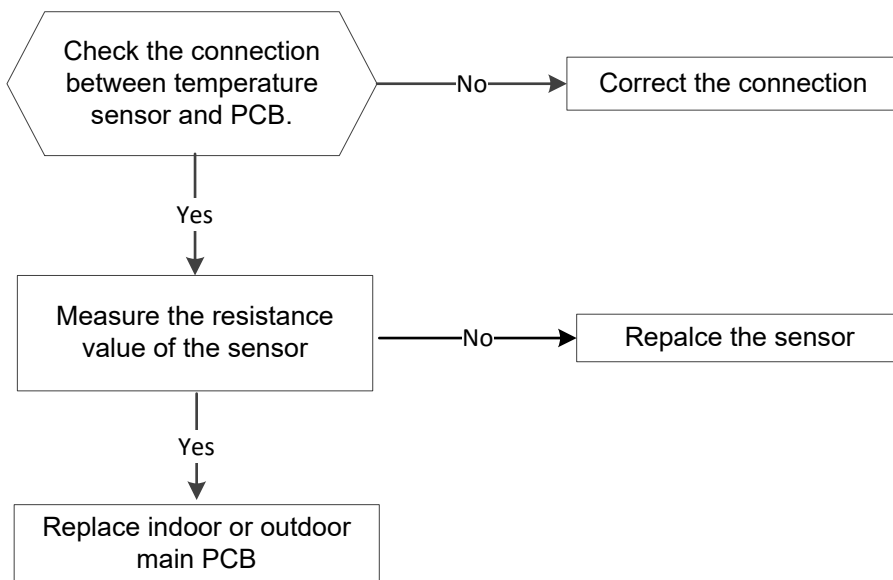 Check the connection
between temperature
sensor and PCB.
No
Correct the connection
Yes
Measure the resistance
value of the sensor
No
Repalce the sensor
Yes
Replace indoor or outdoor
main PCB